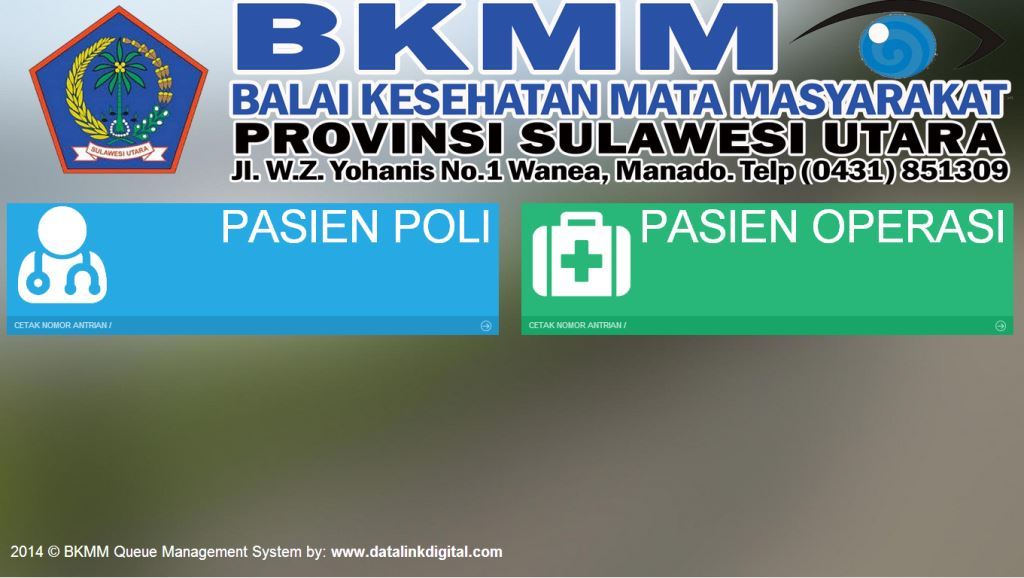 BKMM
BALAI KESEHATAN MATA MASYARAKAT
PROVINSI SULAWESI UTARA
Jl. W.Z. Yohanis No.1 Wanea, Manado. Telp (0431) 851309
SULAWESI UTARA
PASIEN POLI
CETAK NOMOR ANTRIAN /
PASIEN OPERASI
CETAK NOMOR ANTRIAN /
2014 © BKMM Queue Management System by: www.datalinkdigital.com